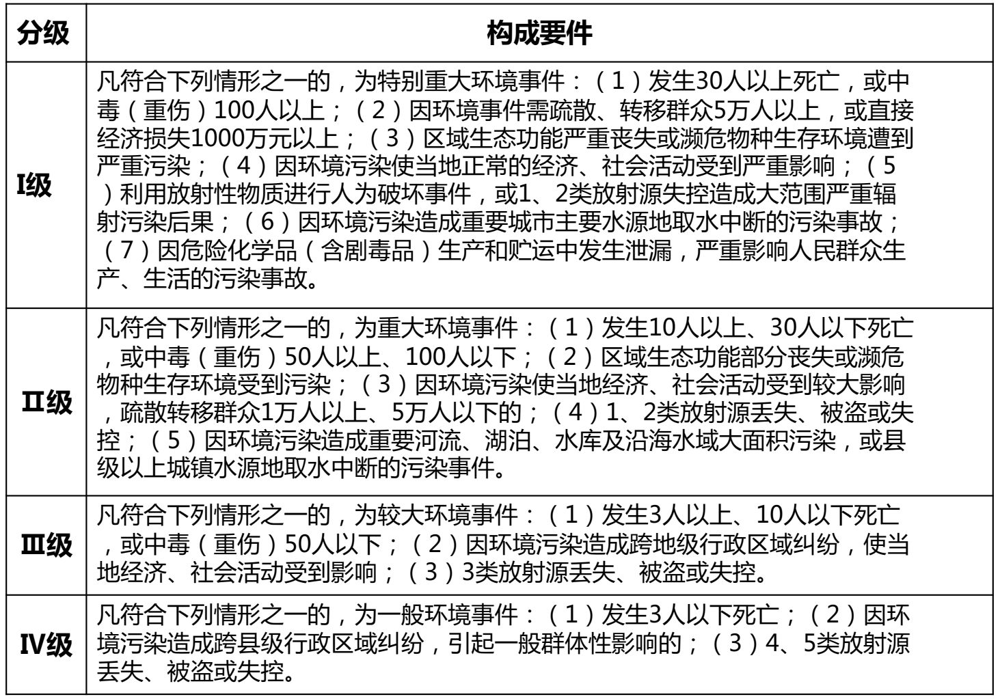 分级
构成要件
I级
凡符合下列情形之一的，为特别重大环境事件：（1）发生30人以上死亡，或中
毒（重伤）100人以上；（2）因环境事件需疏散、转移群众5万人以上，或直接
经济损失1000万元以上；（3）区域生态功能严重丧失或濒危物种生存环境遭到
严重污染；（4）因环境污染使当地正常的经济、社会活动受到严重影响；（5
）利用放射性物质进行人为破坏事件，或1、2类放射源失控造成大范围严重辐
射污染后果；（6）因环境污染造成重要城市主要水源地取水中断的污染事故；
（7）因危险化学品（含剧毒品）生产和贮运中发生泄漏，严重影响人民群众生
产、生活的污染事故。
II级
凡符合下列情形之一的，为重大环境事件：（1）发生10人以上、30人以下死亡
，或中毒（重伤）50人以上、100人以下；（2）区域生态功能部分丧失或濒危
物种生存环境受到污染；（3）因环境污染使当地经济、社会活动受到较大影响
，疏散转移群众1万人以上、5万人以下的；（4）1、2类放射源丢失、被盗或失
控；（5）因环境污染造成重要河流、湖泊、水库及沿海水域大面积污染，或县
级以上城镇水源地取水中断的污染事件。
III级
凡符合下列情形之一的，为较大环境事件：（1）发生3人以上、10人以下死亡
，或中毒（重伤）50人以下；（2）因环境污染造成跨地级行政区域纠纷，使当
地经济、社会活动受到影响；（3）3类放射源丢失、被盗或失控。
IV级
凡符合下列情形之一的，为一般环境事件：（1）发生3人以下死亡；（2）因环
境污染造成跨县级行政区域纠纷，引起一般群体性影响的；（3）4、5类放射源
丢失、被盗或失控。